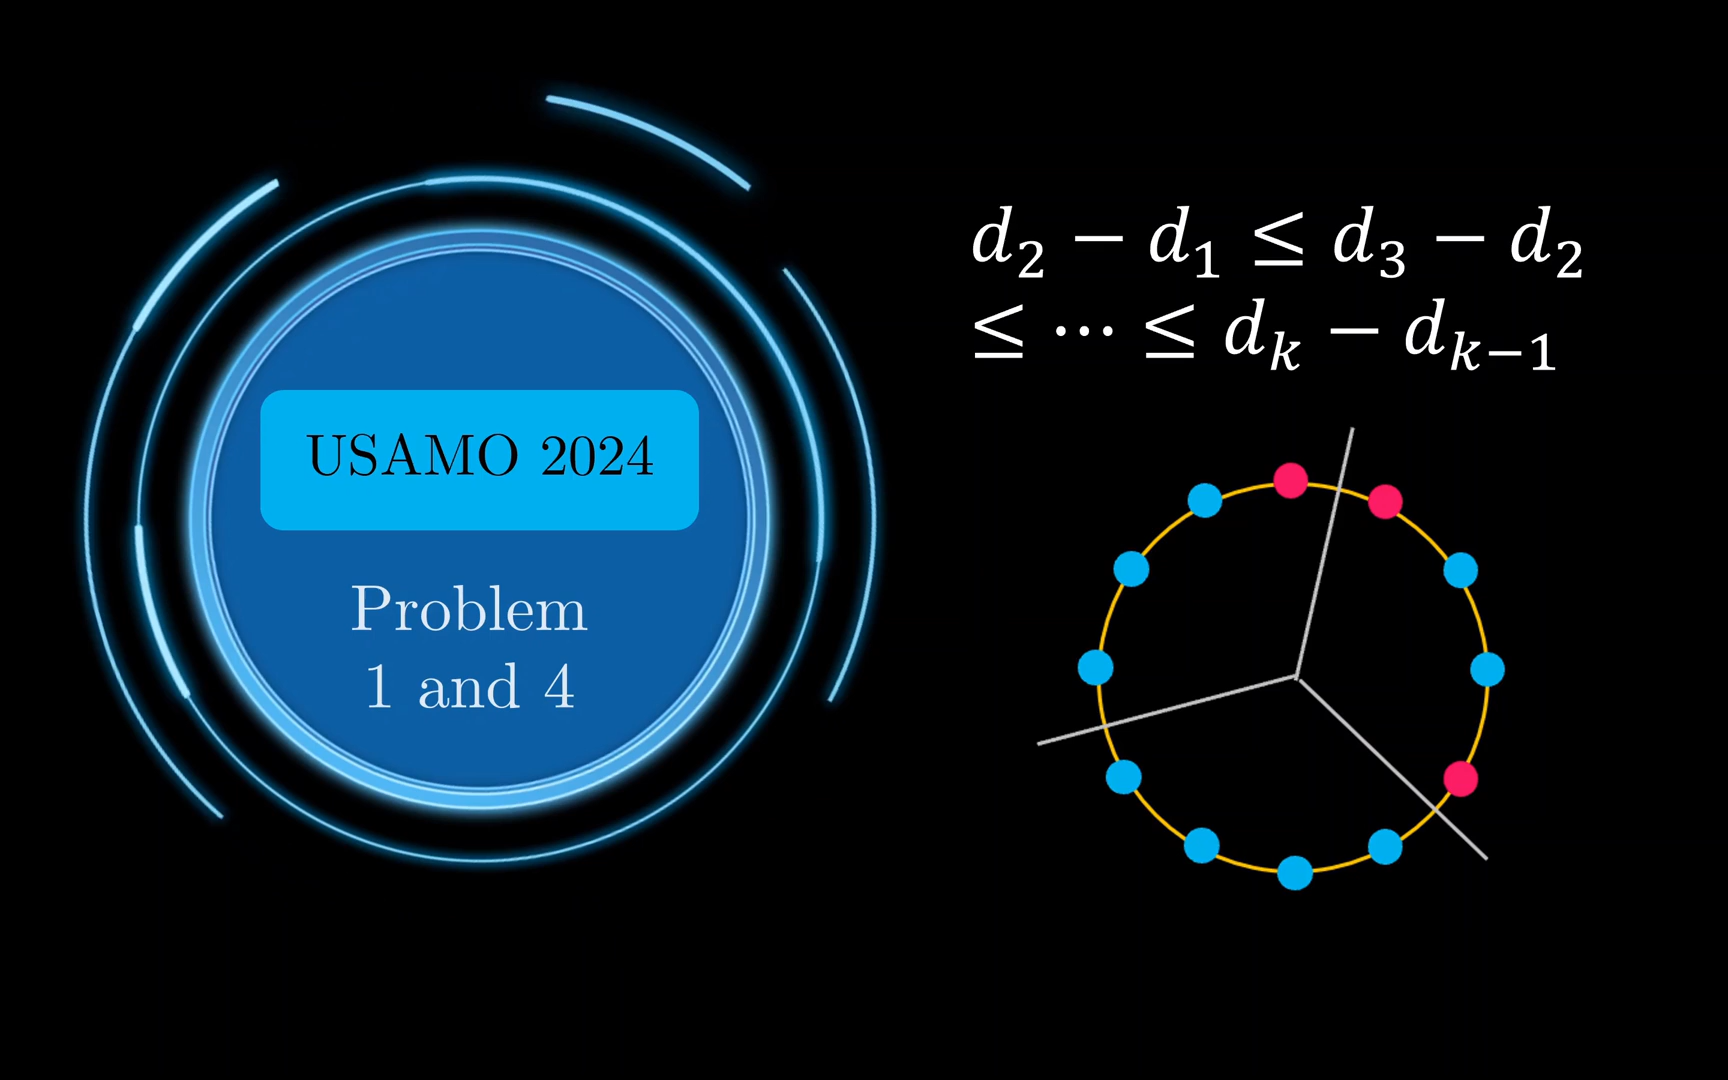 USAMO 2024
Problem
1 and 4
d₂ − d₁ ≤ d₃ − d₂
≤ ⋯ ≤ dₖ − dₖ₋₁